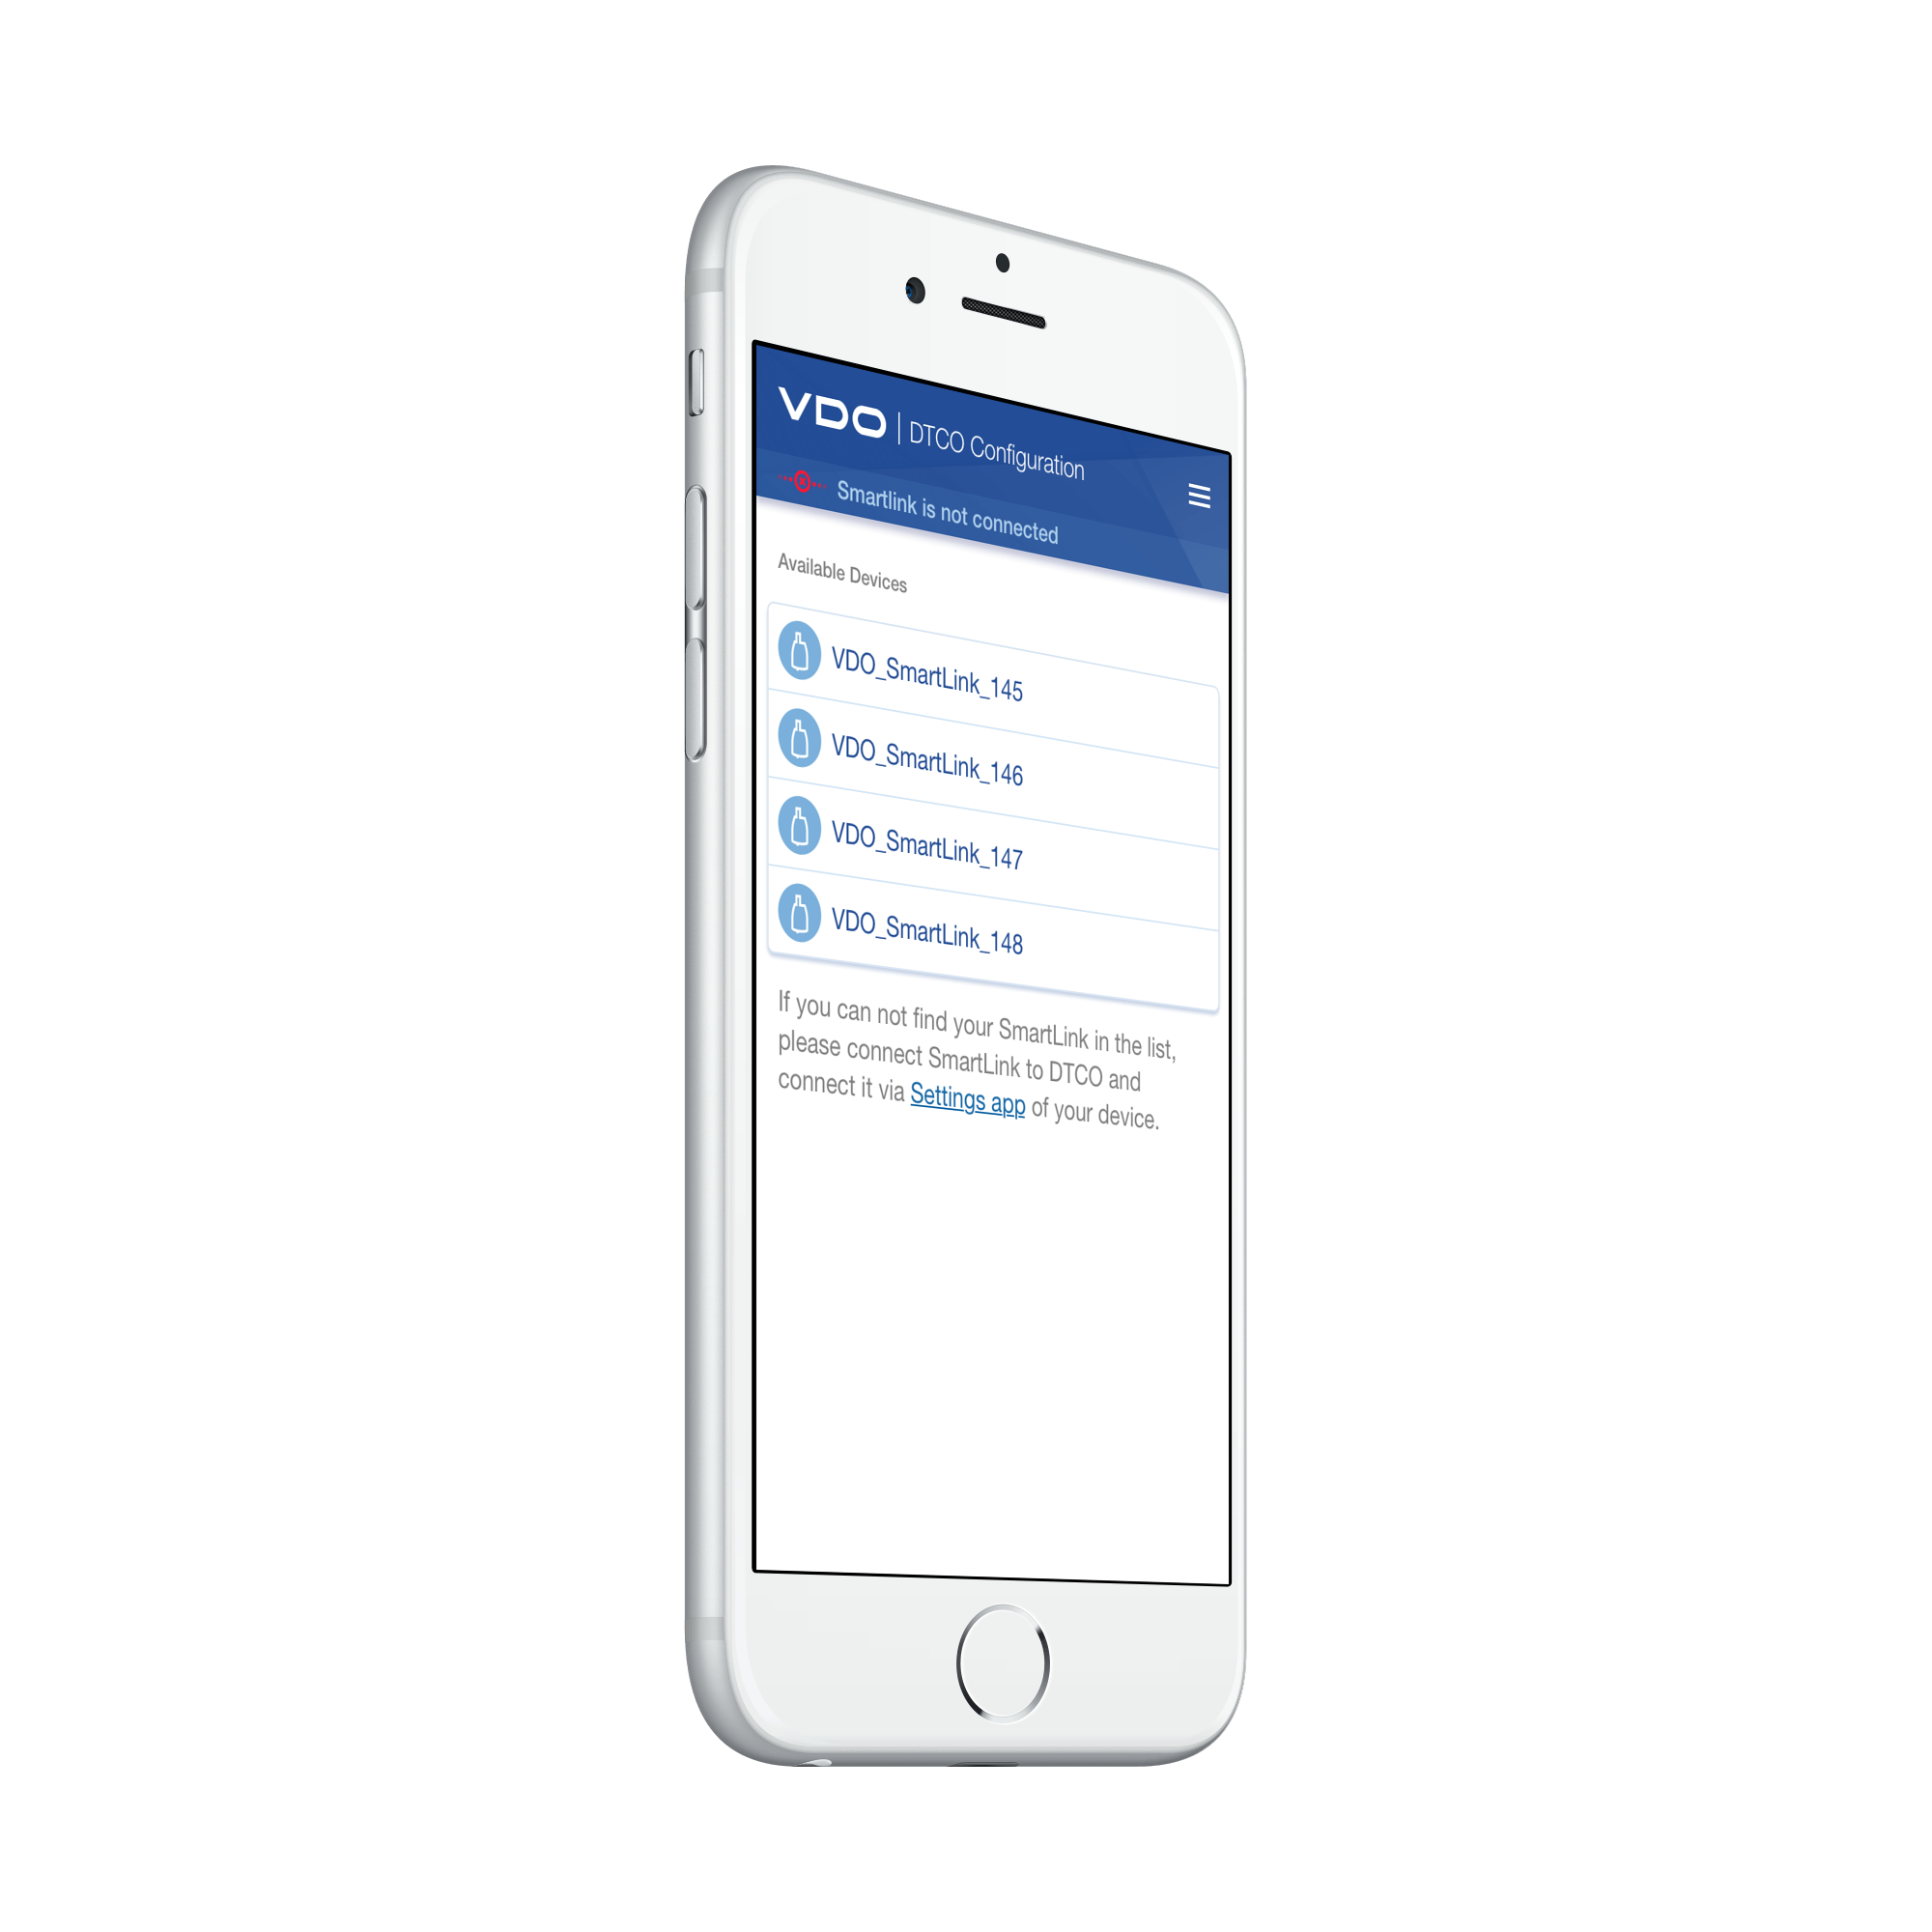 VDO | DTCO Configuration
Smartlink is not connected
Available Devices
VDO_SmartLink_145
VDO_SmartLink_146
VDO_SmartLink_147
VDO_SmartLink_148
If you can not find your SmartLink in the list,
please connect SmartLink to DTCO and
connect it via Settings app of your device.